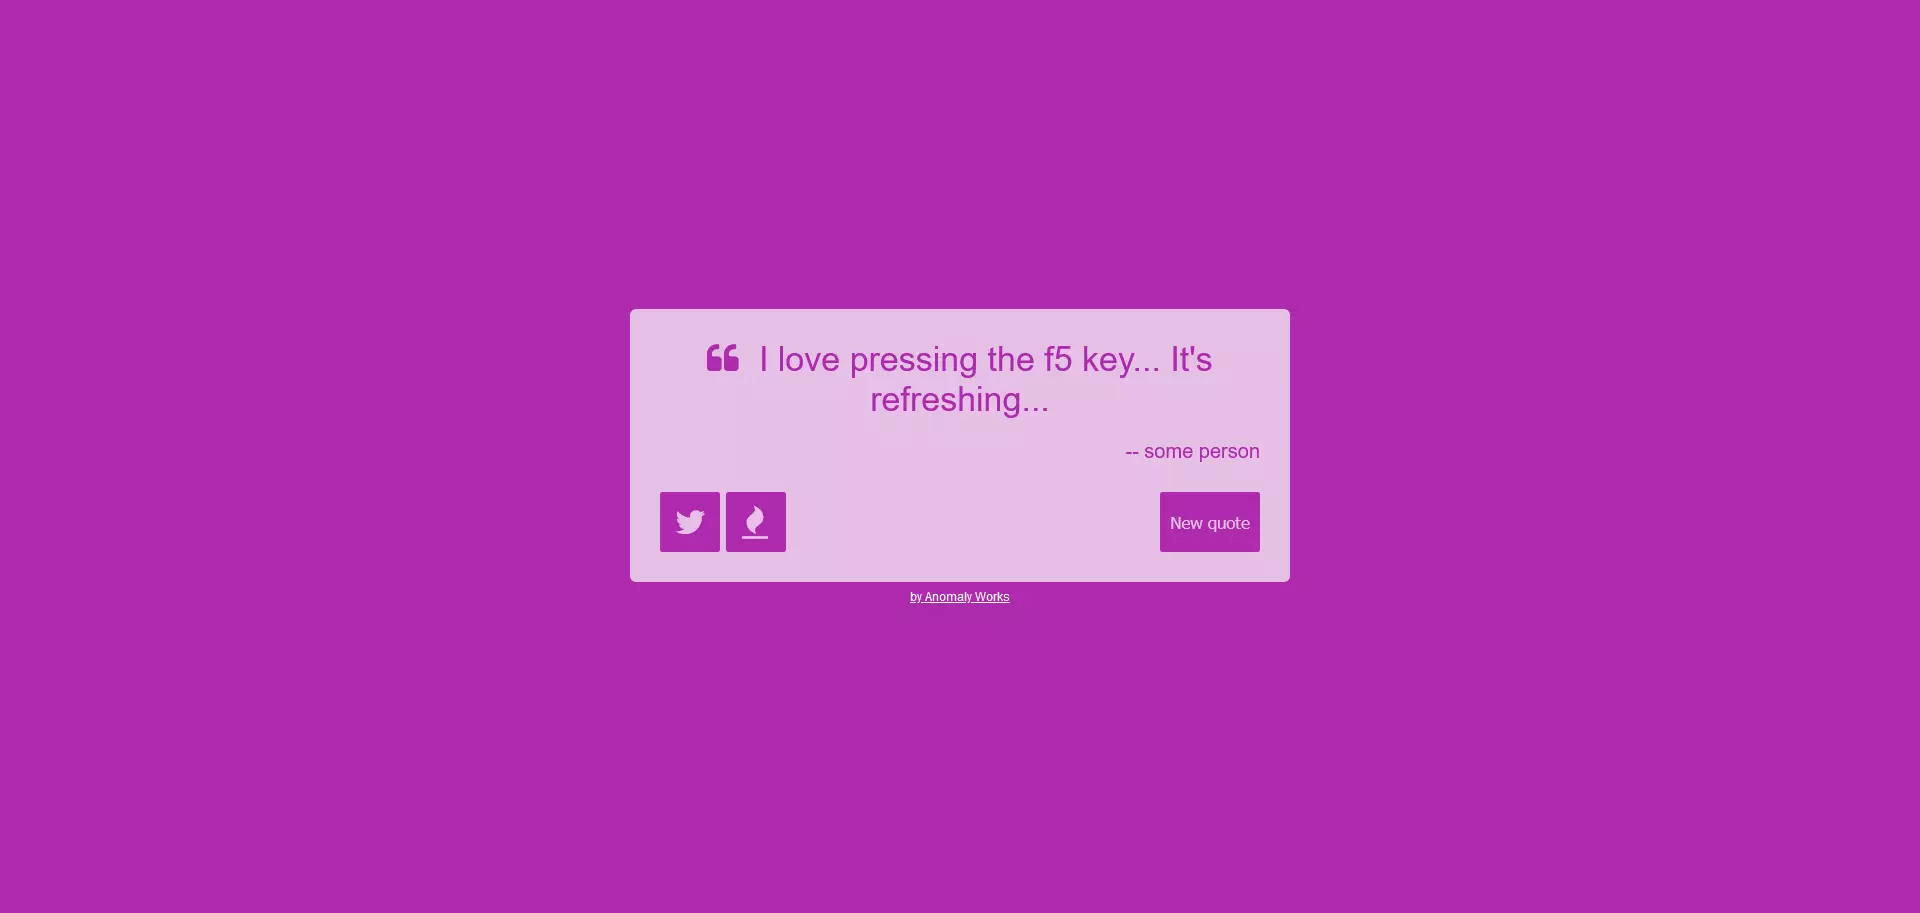 ❝ I love pressing the f5 key... It's
refreshing...
-- some person
New quote
by Anomaly Works